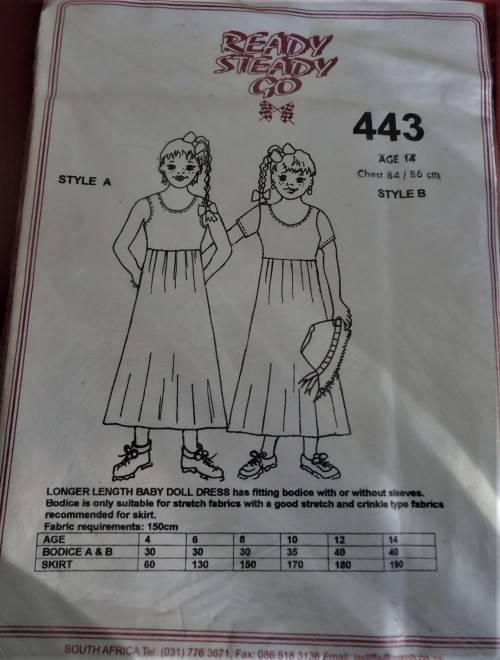 READY
STEADY
GO
443
AGE 14
Chest 84 / 86 cm
STYLE A
STYLE B
LONGER LENGTH BABY DOLL DRESS has fitting bodice with or without sleeves.
Bodice is only suitable for stretch fabrics with a good stretch and crinkle type fabrics
recommended for skirt.
Fabric requirements: 150cm
AGE 4 6 8 10 12 14
BODICE A & B 30 30 30 35 40 40
SKIRT 60 130 150 170 180 190
SOUTH AFRICA Tel: (031) 776 3671, Fax: 086 518 3136 Email: